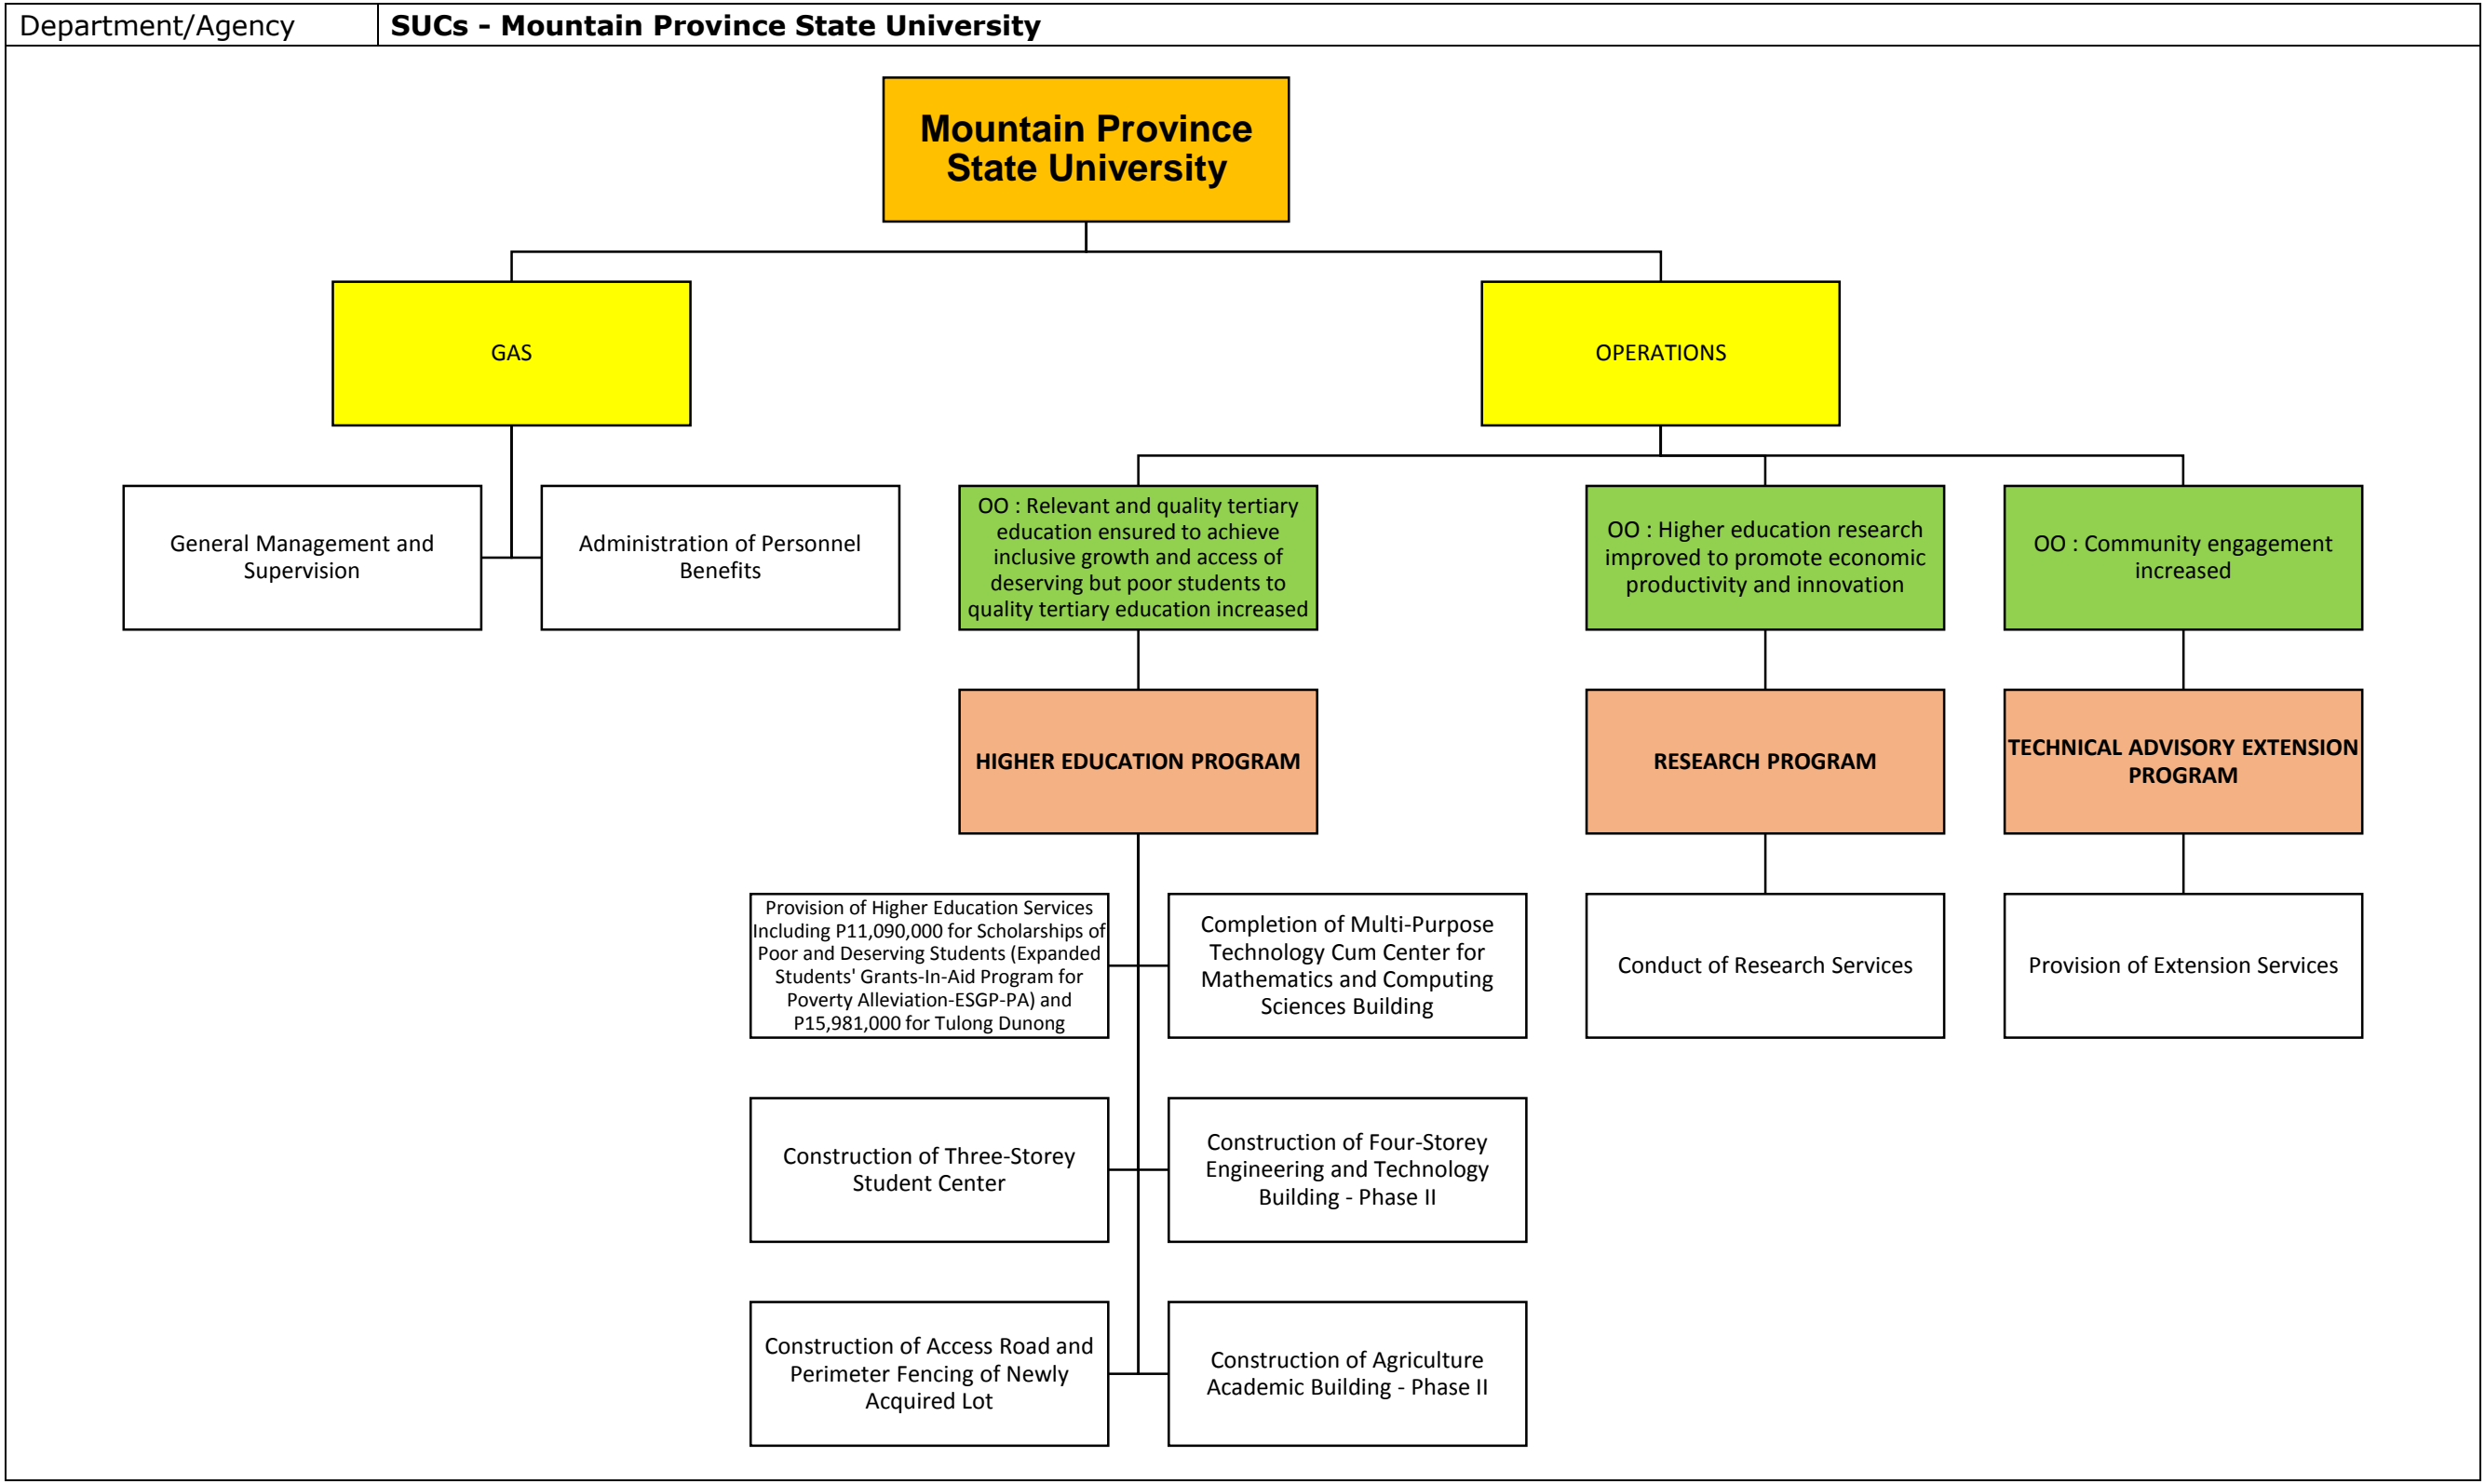 Department/Agency
SUCs - Mountain Province State University
Mountain Province
State University
GAS
OPERATIONS
General Management and
Supervision
Administration of Personnel
Benefits
OO : Relevant and quality tertiary
education ensured to achieve
inclusive growth and access of
deserving but poor students to
quality tertiary education increased
OO : Higher education research
improved to promote economic
productivity and innovation
OO : Community engagement
increased
HIGHER EDUCATION PROGRAM
RESEARCH PROGRAM
TECHNICAL ADVISORY EXTENSION
PROGRAM
Provision of Higher Education Services
Including P11,090,000 for Scholarships of
Poor and Deserving Students (Expanded
Students' Grants-In-Aid Program for
Poverty Alleviation-ESGP-PA) and
P15,981,000 for Tulong Dunong
Completion of Multi-Purpose
Technology Cum Center for
Mathematics and Computing
Sciences Building
Conduct of Research Services
Provision of Extension Services
Construction of Three-Storey
Student Center
Construction of Four-Storey
Engineering and Technology
Building - Phase II
Construction of Access Road and
Perimeter Fencing of Newly
Acquired Lot
Construction of Agriculture
Academic Building - Phase II